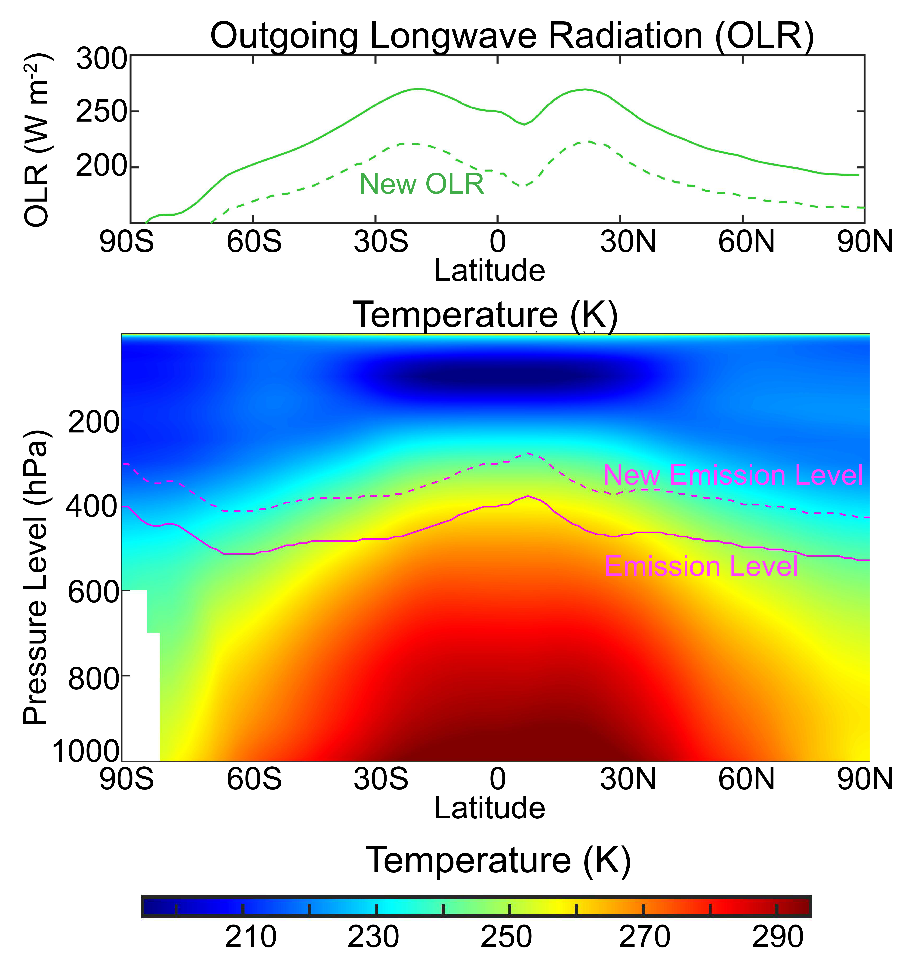 Outgoing Longwave Radiation (OLR)
OLR (W m⁻²)
300
250
200
New OLR
90S 60S 30S 0 30N 60N 90N
Latitude
Temperature (K)
Pressure Level (hPa)
200
400
600
800
1000
New Emission Level
Emission Level
90S 60S 30S 0 30N 60N 90N
Latitude
Temperature (K)
210 230 250 270 290